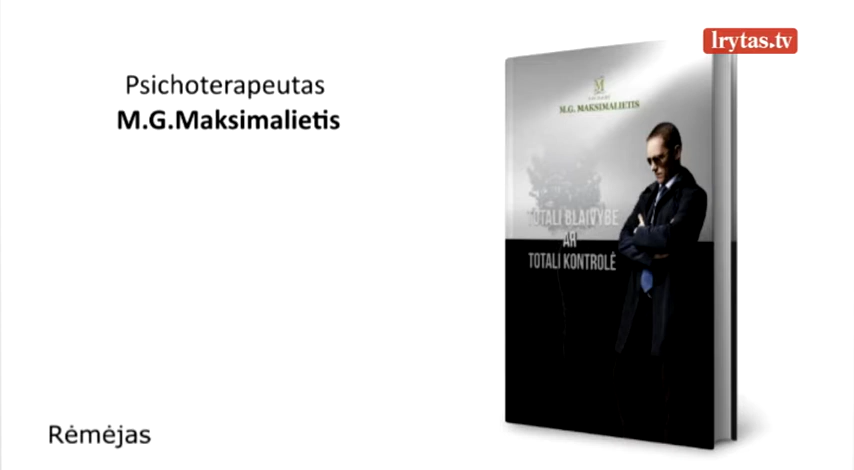 lrytas.tv
Psichoterapeutas
M.G.Maksimalietis
M.G. MAKSIMALIETIS
TOTALI BLAIVYBĖ
AR
TOTALI KONTROLĖ
Rėmėjas